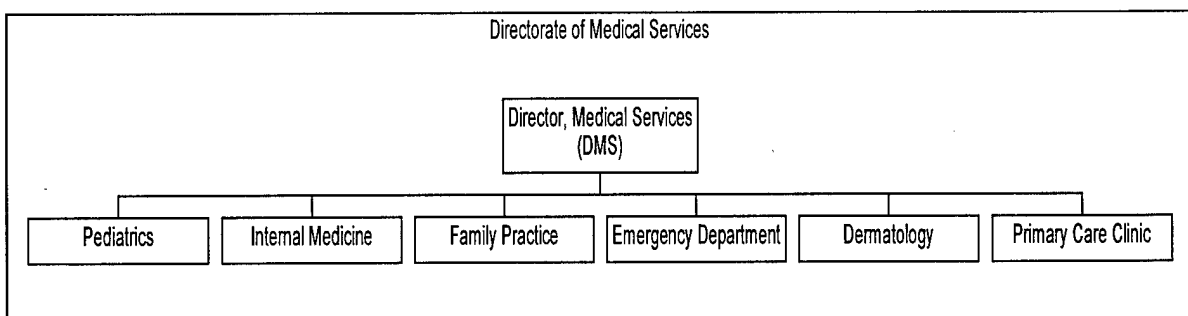 Directorate of Medical Services
Director, Medical Services
(DMS)
Pediatrics
Internal Medicine
Family Practice
Emergency Department
Dermatology
Primary Care Clinic